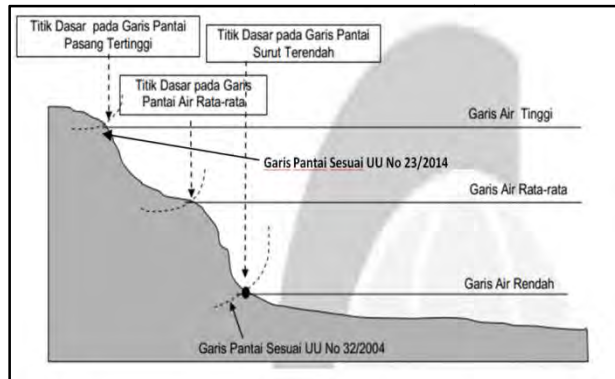 Titik Dasar pada Garis Pantai
Pasang Tertinggi
Titik Dasar pada Garis Pantai
Surut Terendah
Titik Dasar pada Garis
Pantai Air Rata-rata
Garis Air Tinggi
Garis Pantai Sesuai UU No 23/2014
Garis Air Rata-rata
Garis Air Rendah
Garis Pantai Sesuai UU No 32/2004